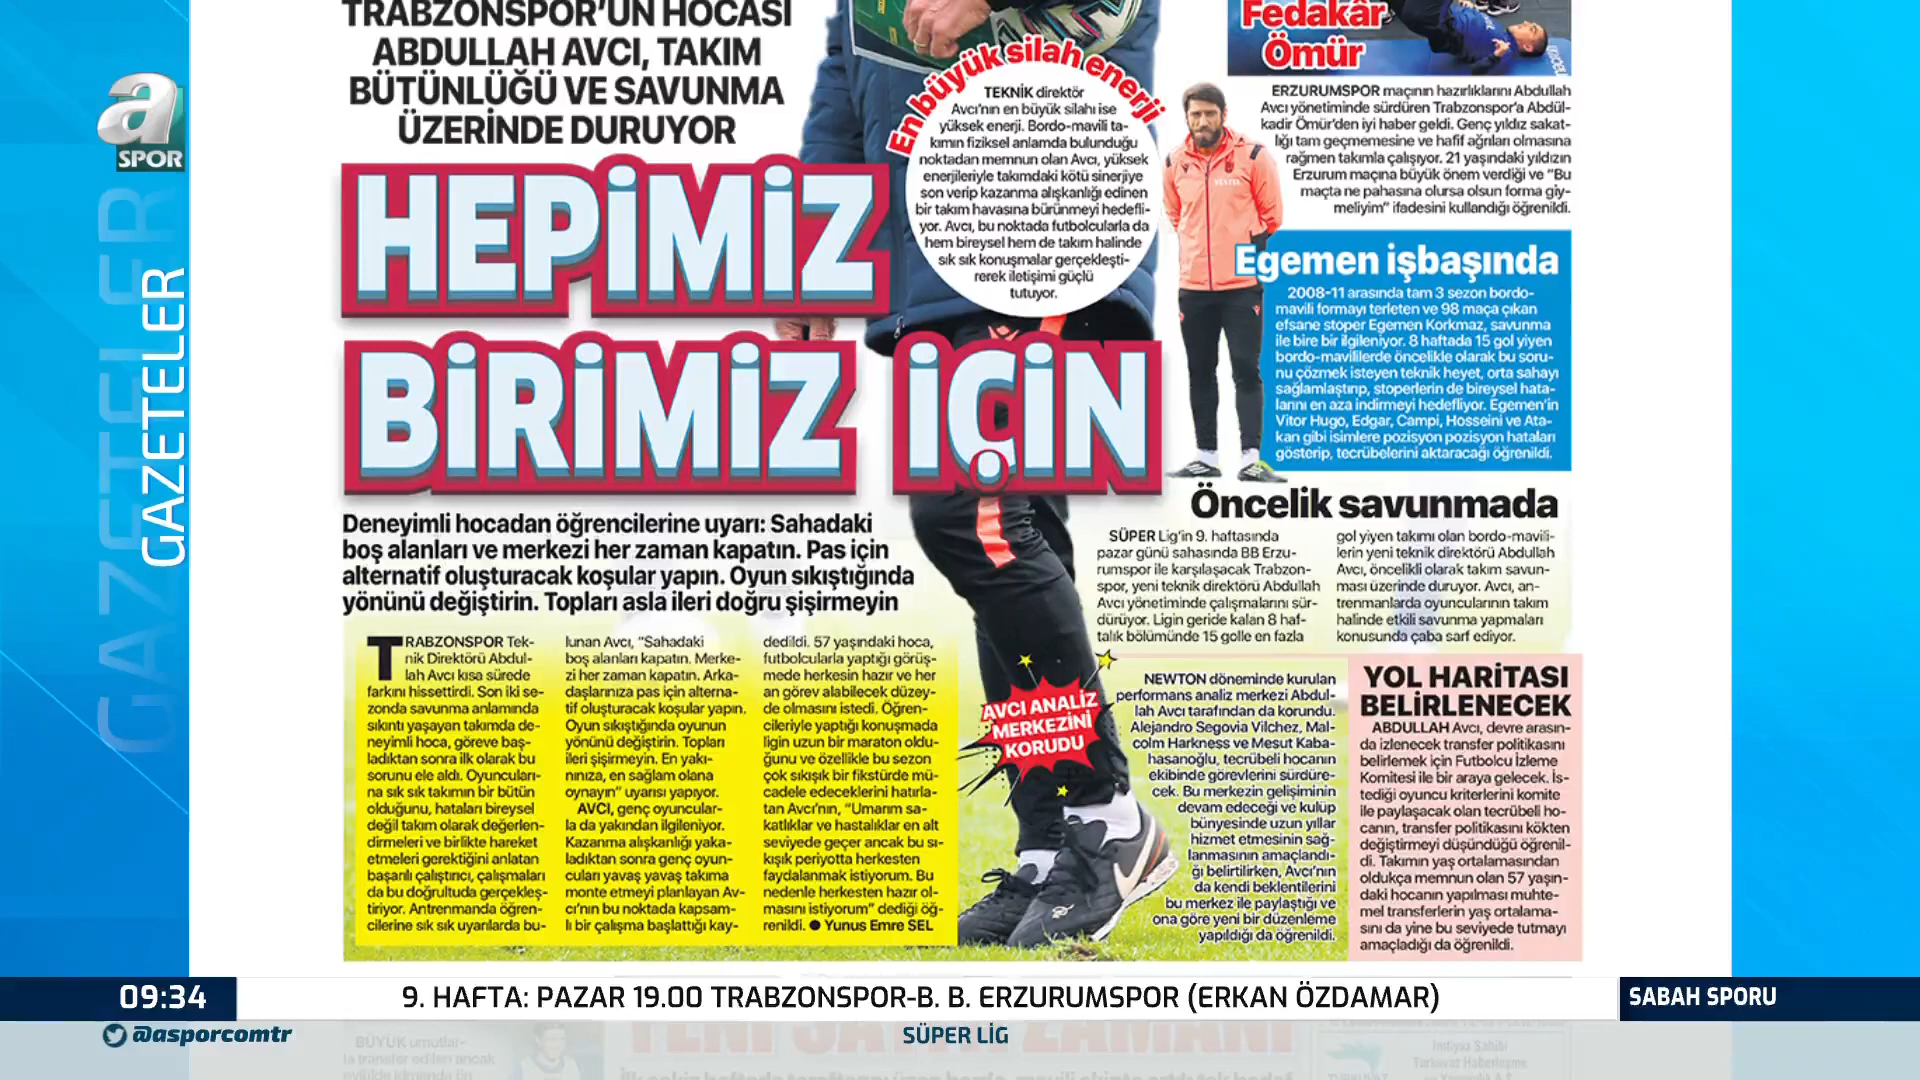 a
SPOR
GAZETELER
GAZETELER
TRABZONSPOR'UN HOCASI
ABDULLAH AVCI, TAKIM
BÜTÜNLÜĞÜ VE SAVUNMA
ÜZERİNDE DURUYOR
HEPİMİZ
BİRİMİZ İÇİN
En büyük silah enerji
TEKNİK direktör
Avcı'nın en büyük silahı ise
yüksek enerji. Bordo-mavili ta-
kımın fiziksel anlamda bulunduğu
noktadan memnun olan Avcı, yüksek
enerjileriyle takımdaki kötü sinerjiye
son verip kazanma alışkanlığı edinen
bir takım havasına bürünmeyi hedefli-
yor. Avcı, bu noktada futbolcularla da
hem bireysel hem de takım halinde
sık sık konuşmalar gerçekleşti-
rerek iletişimi güçlü
tutuyor.
Fedakâr
Ömür
ERZURUMSPOR maçının hazırlıklarını Abdullah
Avcı yönetiminde sürdüren Trabzonspor'a Abdül-
kadir Ömür'den iyi haber geldi. Genç yıldız sakat-
lığı tam geçmemesine ve hafif ağrıları olmasına
rağmen takımla çalışıyor. 21 yaşındaki yıldızın
Erzurum maçına büyük önem verdiği ve "Bu
maçta ne pahasına olursa olsun forma giy-
meliyim" ifadesini kullandığı öğrenildi.
Egemen işbaşında
2008-11 arasında tam 3 sezon bordo-
mavili formayı terleten ve 98 maça çıkan
efsane stoper Egemen Korkmaz, savunma
ile bire bir ilgileniyor. 8 haftada 15 gol yiyen
bordo-mavililerde öncelikle olarak bu soru-
nu çözmek isteyen teknik heyet, orta sahayı
sağlamlaştırıp, stoperlerin de bireysel hata-
larını en aza indirmeyi hedefliyor. Egemen'in
Vitor Hugo, Edgar, Campi, Hosseini ve Ata-
kan gibi isimlere pozisyon pozisyon hataları
gösterip, tecrübelerini aktaracağı öğrenildi.
Deneyimli hocadan öğrencilerine uyarı: Sahadaki
boş alanları ve merkezi her zaman kapatın. Pas için
alternatif oluşturacak koşular yapın. Oyun sıkıştığında
yönünü değiştirin. Topları asla ileri doğru şişirmeyin
TRABZONSPOR Tek-
nik Direktörü Abdul-
lah Avcı kısa sürede
farkını hissettirdi. Son iki se-
zonda savunma anlamında
sıkıntı yaşayan takımda de-
neyimli hoca, göreve baş-
ladıktan sonra ilk olarak bu
sorunu ele aldı. Oyuncuları-
na sık sık takımın bir bütün
olduğunu, hataları bireysel
değil takım olarak değerlen-
dirmeleri ve birlikte hareket
etmeleri gerektiğini anlatan
başarılı çalıştırıcı, çalışmaları
da bu doğrultuda gerçekleş-
tiriyor. Antrenmanda öğren-
cilerine sık sık uyarılarda bu-
lunan Avcı, "Sahadaki
boş alanları kapatın. Merke-
zi her zaman kapatın. Arka-
daşlarınıza pas için alterna-
tif oluşturacak koşular yapın.
Oyun sıkıştığında oyunun
yönünü değiştirin. Topları
ileri şişirmeyin. En yakı-
nınıza, en sağlam olana
oynayın" uyarısı yapıyor.
AVCI, genç oyuncular-
la da yakından ilgileniyor.
Kazanma alışkanlığı yaka-
ladıktan sonra genç oyun-
cuları yavaş yavaş takıma
monte etmeyi planlayan Av-
cı'nın bu noktada kapsam-
lı bir çalışma başlattığı kay-
dedildi. 57 yaşındaki hoca,
futbolcularla yaptığı görüş-
mede herkesin hazır ve her
an görev alabilecek düzey-
de olmasını istedi. Öğren-
cileriyle yaptığı konuşmada
ligin uzun bir maraton oldu-
ğunu ve özellikle bu sezon
çok sıkışık bir fikstürde mü-
cadele edeceklerini hatırla-
tan Avcı'nın, "Umarım sa-
katlıklar ve hastalıklar en alt
seviyede geçer ancak bu sı-
kışık periyotta herkesten
faydalanmak istiyorum. Bu
nedenle herkesten hazır ol-
masını istiyorum" dediği öğ-
renildi. ● Yunus Emre SEL
Öncelik savunmada
SÜPER Lig'in 9. haftasında
pazar günü sahasında BB Erzu-
rumspor ile karşılaşacak Trabzon-
spor, yeni teknik direktörü Abdullah
Avcı yönetiminde çalışmalarını sür-
dürüyor. Ligin geride kalan 8 haf-
talık bölümünde 15 golle en fazla
gol yiyen takımı olan bordo-mavili-
lerin yeni teknik direktörü Abdullah
Avcı, öncelikli olarak takım savun-
ması üzerinde duruyor. Avcı, an-
trenmanlarda oyuncularının takım
halinde etkili savunma yapmaları
konusunda çaba sarf ediyor.
AVCI ANALİZ
MERKEZİNİ
KORUDU
NEWTON döneminde kurulan
performans analiz merkezi Abdul-
lah Avcı tarafından da korundu.
Alejandro Segovia Vilchez, Mal-
colm Harkness ve Mesut Kaba-
hasanoğlu, tecrübeli hocanın
ekibinde görevlerini sürdüre-
cek. Bu merkezin gelişiminin
devam edeceği ve kulüp
bünyesinde uzun yıllar
hizmet etmesinin sağ-
lanmasının amaçlandı-
ğı belirtilirken, Avcı'nın
da kendi beklentilerini
bu merkez ile paylaştığı ve
ona göre yeni bir düzenleme
yapıldığı da öğrenildi.
YOL HARİTASI
BELİRLENECEK
ABDULLAH Avcı, devre arasın-
da izlenecek transfer politikasını
belirlemek için Futbolcu İzleme
Komitesi ile bir araya gelecek. İs-
tediği oyuncu kriterlerini komite
ile paylaşacak olan tecrübeli ho-
canın, transfer politikasını kökten
değiştirmeyi düşündüğü öğrenil-
di. Takımın yaş ortalamasından
oldukça memnun olan 57 yaşın-
daki hocanın yapılması muhte-
mel transferlerin yaş ortalama-
sını da yine bu seviyede tutmayı
amaçladığı da öğrenildi.
09:34
9. HAFTA: PAZAR 19.00 TRABZONSPOR-B. B. ERZURUMSPOR (ERKAN ÖZDAMAR)
SABAH SPORU
@asporcomtr
SÜPER LİG
BÜYÜK umutlar-
la transfer edilen ancak
İmtiyaz Sahibi
Turkuvaz Haberleşme